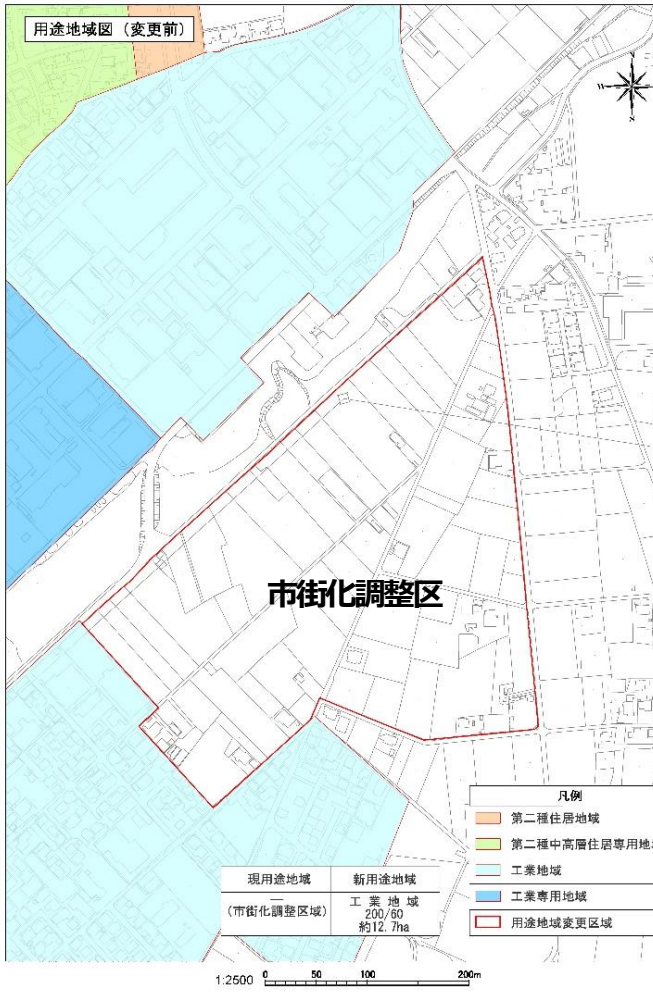 用途地域図（変更前）
市街化調整区
凡例
第二種住居地域
第二種中高層住居専用地
工業地域
工業専用地域
用途地域変更区域
現用途地域 新用途地域
―
(市街化調整区域)
工業地域
200/60
約12.7ha
1:2500 0 50 100 200m